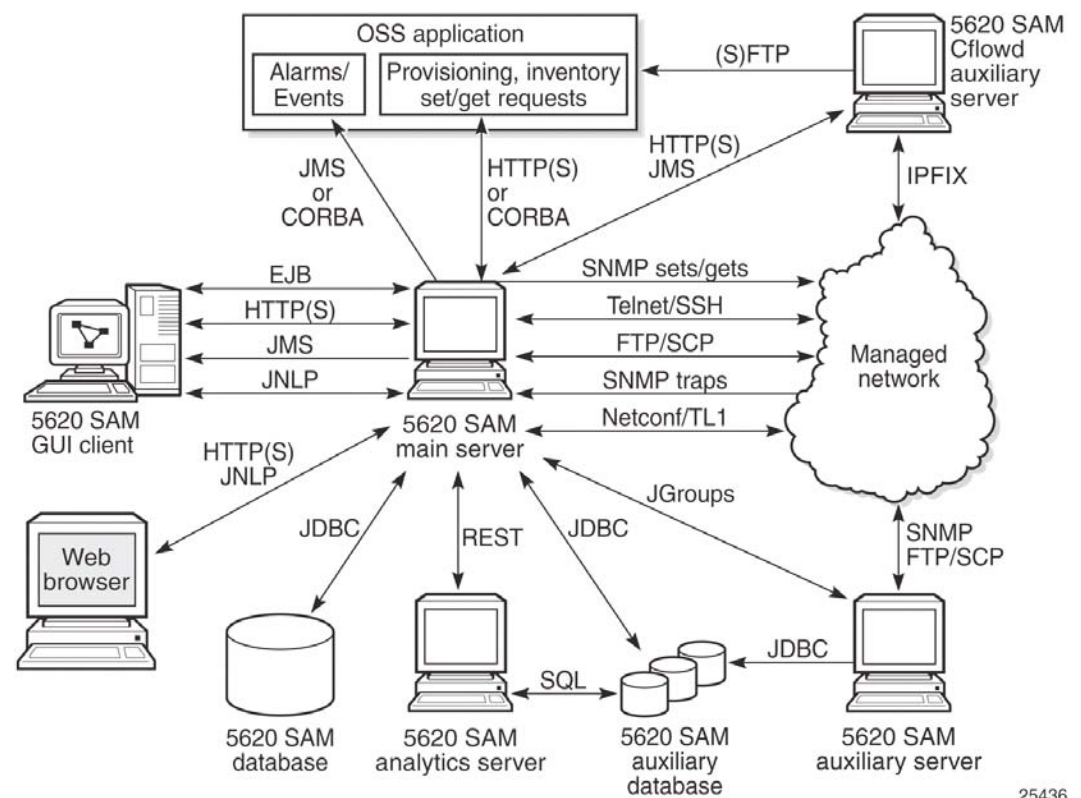 OSS application
Alarms/
Events
Provisioning, inventory
set/get requests
(S)FTP
5620 SAM
Cflowd
auxiliary
server
JMS
or
CORBA
HTTP(S)
or
CORBA
HTTP(S)
JMS
IPFIX
EJB
HTTP(S)
JMS
JNLP
SNMP sets/gets
Telnet/SSH
FTP/SCP
SNMP traps
Netconf/TL1
Managed
network
5620 SAM
GUI client
5620 SAM
main server
HTTP(S)
JNLP
JDBC
REST
JDBC
JGroups
SNMP
FTP/SCP
Web
browser
SQL
JDBC
5620 SAM
database
5620 SAM
analytics server
5620 SAM
auxiliary
database
5620 SAM
auxiliary server
25436